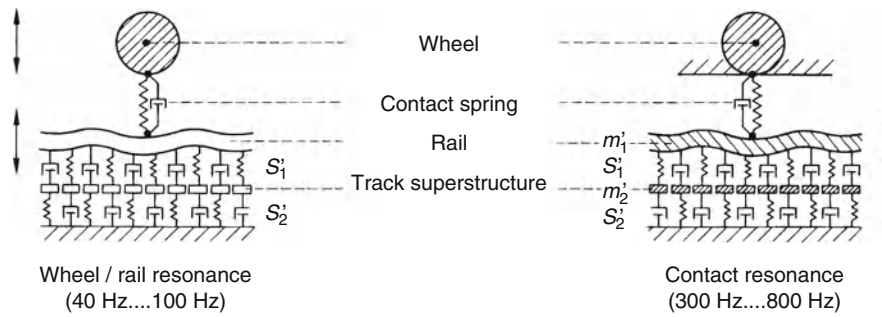 Wheel
Contact spring
Rail
Track superstructure
S'₁
S'₂
m'₁
S'₁
m'₂
S'₂
Wheel / rail resonance
(40 Hz....100 Hz)
Contact resonance
(300 Hz....800 Hz)